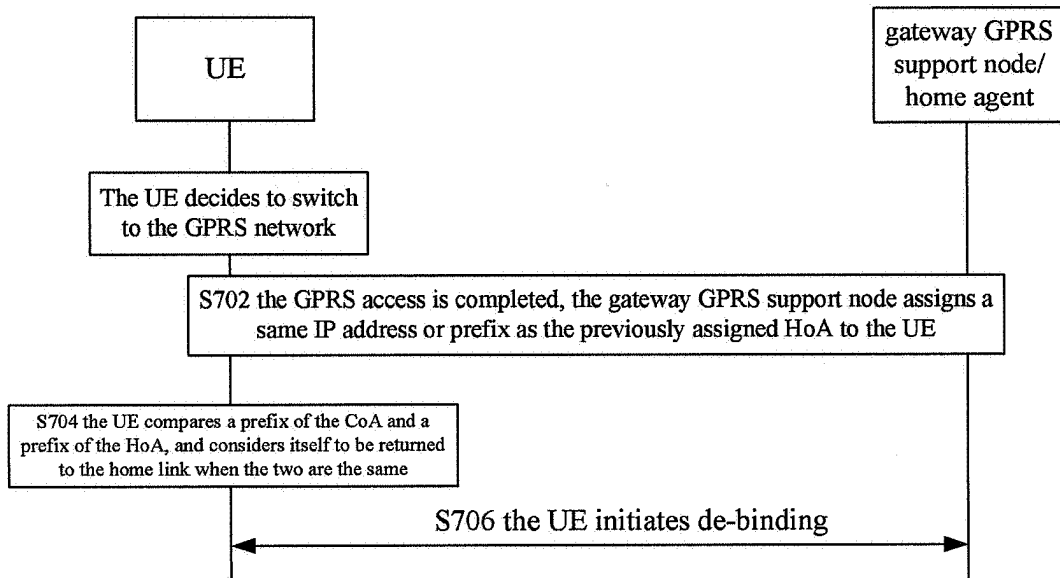 UE
gateway GPRS
support node/
home agent
The UE decides to switch
to the GPRS network
S702 the GPRS access is completed, the gateway GPRS support node assigns a
same IP address or prefix as the previously assigned HoA to the UE
S704 the UE compares a prefix of the CoA and a
prefix of the HoA, and considers itself to be returned
to the home link when the two are the same
S706 the UE initiates de-binding